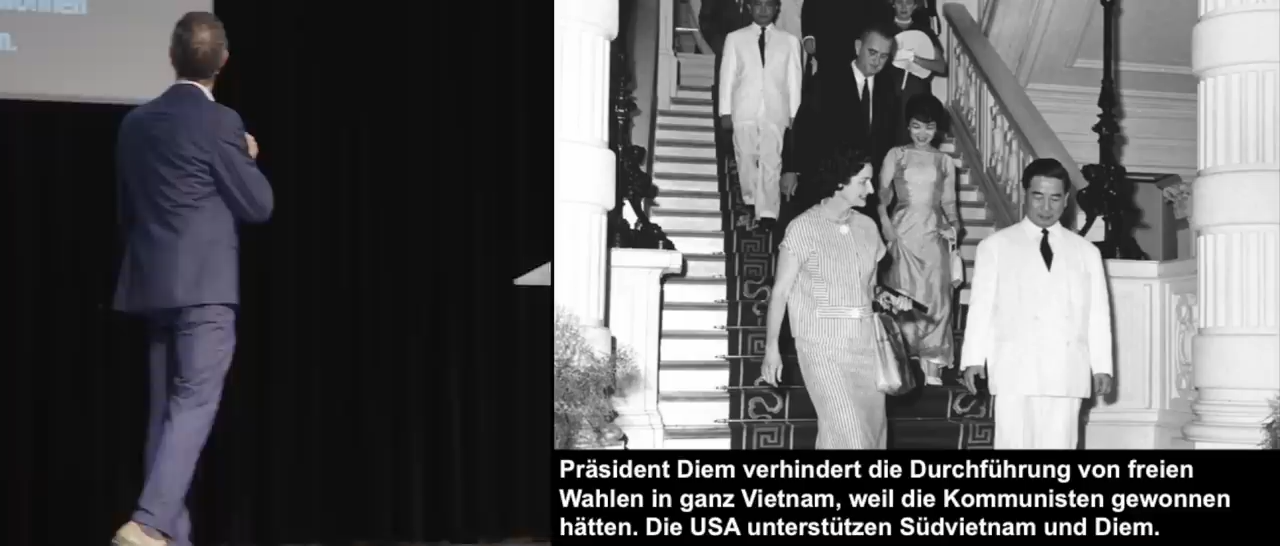 n.
Präsident Diem verhindert die Durchführung von freien
Wahlen in ganz Vietnam, weil die Kommunisten gewonnen
hätten. Die USA unterstützen Südvietnam und Diem.